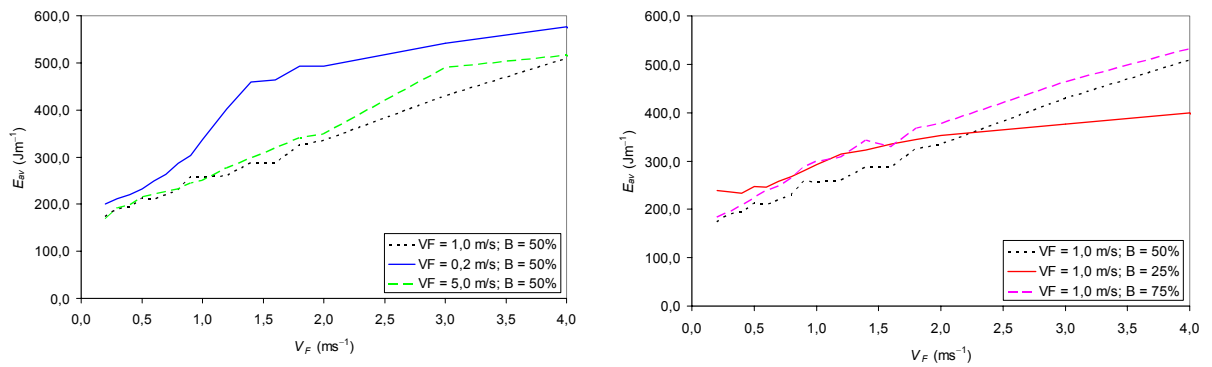 600,0
500,0
400,0
300,0
200,0
100,0
0,0
E_av (Jm⁻¹)
0,0 0,5 1,0 1,5 2,0 2,5 3,0 3,5 4,0
V_F (ms⁻¹)
VF = 1,0 m/s; B = 50%
VF = 0,2 m/s; B = 50%
VF = 5,0 m/s; B = 50%
600,0
500,0
400,0
300,0
200,0
100,0
0,0
E_av (Jm⁻¹)
0,0 0,5 1,0 1,5 2,0 2,5 3,0 3,5 4,0
V_F (ms⁻¹)
VF = 1,0 m/s; B = 50%
VF = 1,0 m/s; B = 25%
VF = 1,0 m/s; B = 75%